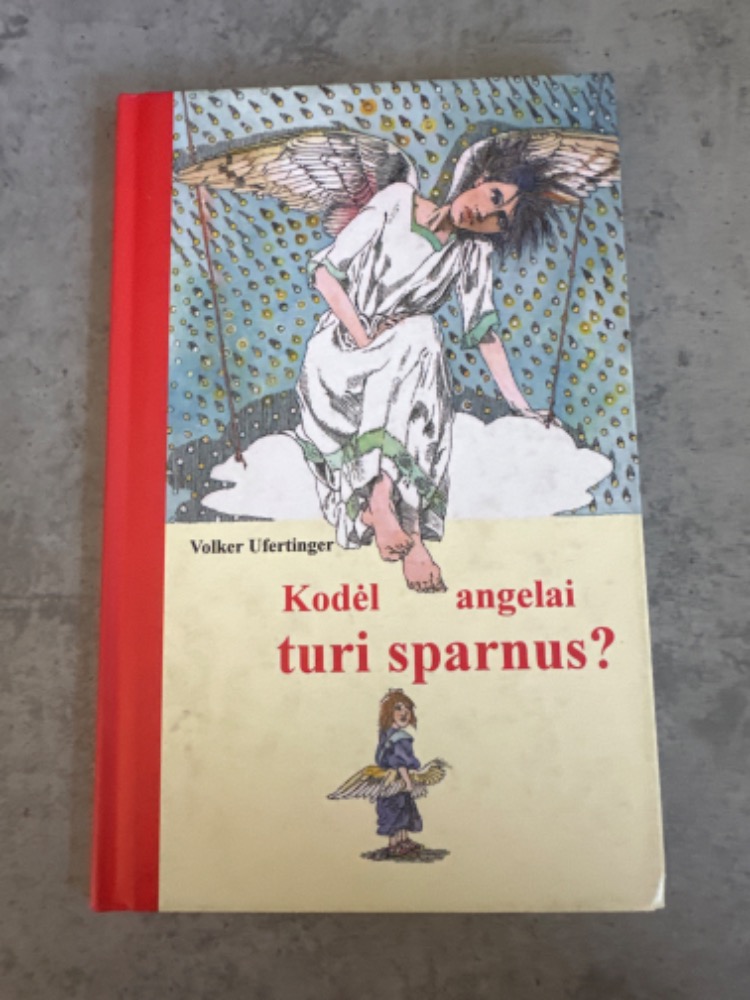 Volker Ufertinger
Kodėl angelai
turi sparnus?